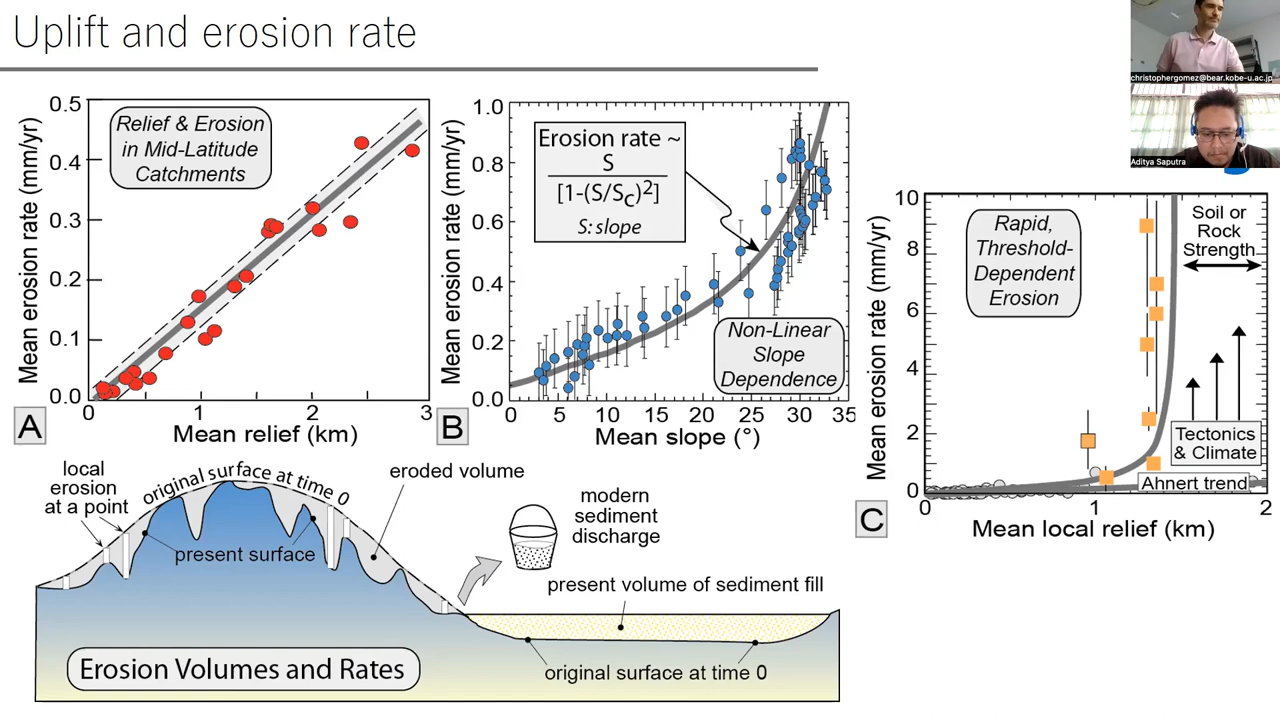 Uplift and erosion rate
christophergomez@bear.kobe-u.ac.jp
Aditya Saputra
0.5
0.4
0.3
0.2
0.1
0.0
Mean erosion rate (mm/yr)
Relief & Erosion
in Mid-Latitude
Catchments
0
1
2
3
Mean relief (km)
A
1.0
0.8
0.6
0.4
0.2
0.0
Mean erosion rate (mm/yr)
Erosion rate ~
S
[1-(S/Sc)2]
S: slope
Non-Linear
Slope
Dependence
0
5
10
15
20
25
30
35
Mean slope (°)
B
10
8
6
4
2
0
Mean erosion rate (mm/yr)
Rapid,
Threshold-
Dependent
Erosion
Soil or
Rock
Strength
Tectonics
& Climate
Ahnert trend
0
1
2
Mean local relief (km)
C
local
erosion
at a point
original surface at time 0
eroded volume
present surface
modern
sediment
discharge
present volume of sediment fill
original surface at time 0
Erosion Volumes and Rates